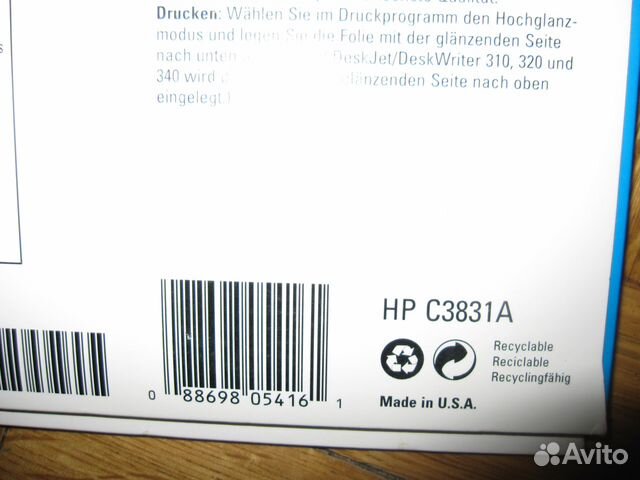 Drucken: Wählen Sie im Druckprogramm den Hochglanz-
modus und legen Sie die Folie mit der glänzenden Seite
nach unten DeskJet/DeskWriter 310, 320 und
340 wird glänzenden Seite nach oben
eingelegt.)
s
HP C3831A
Recyclable
Reciclable
Recyclingfähig
0 88698 05416 1
Made in U.S.A.
Avito